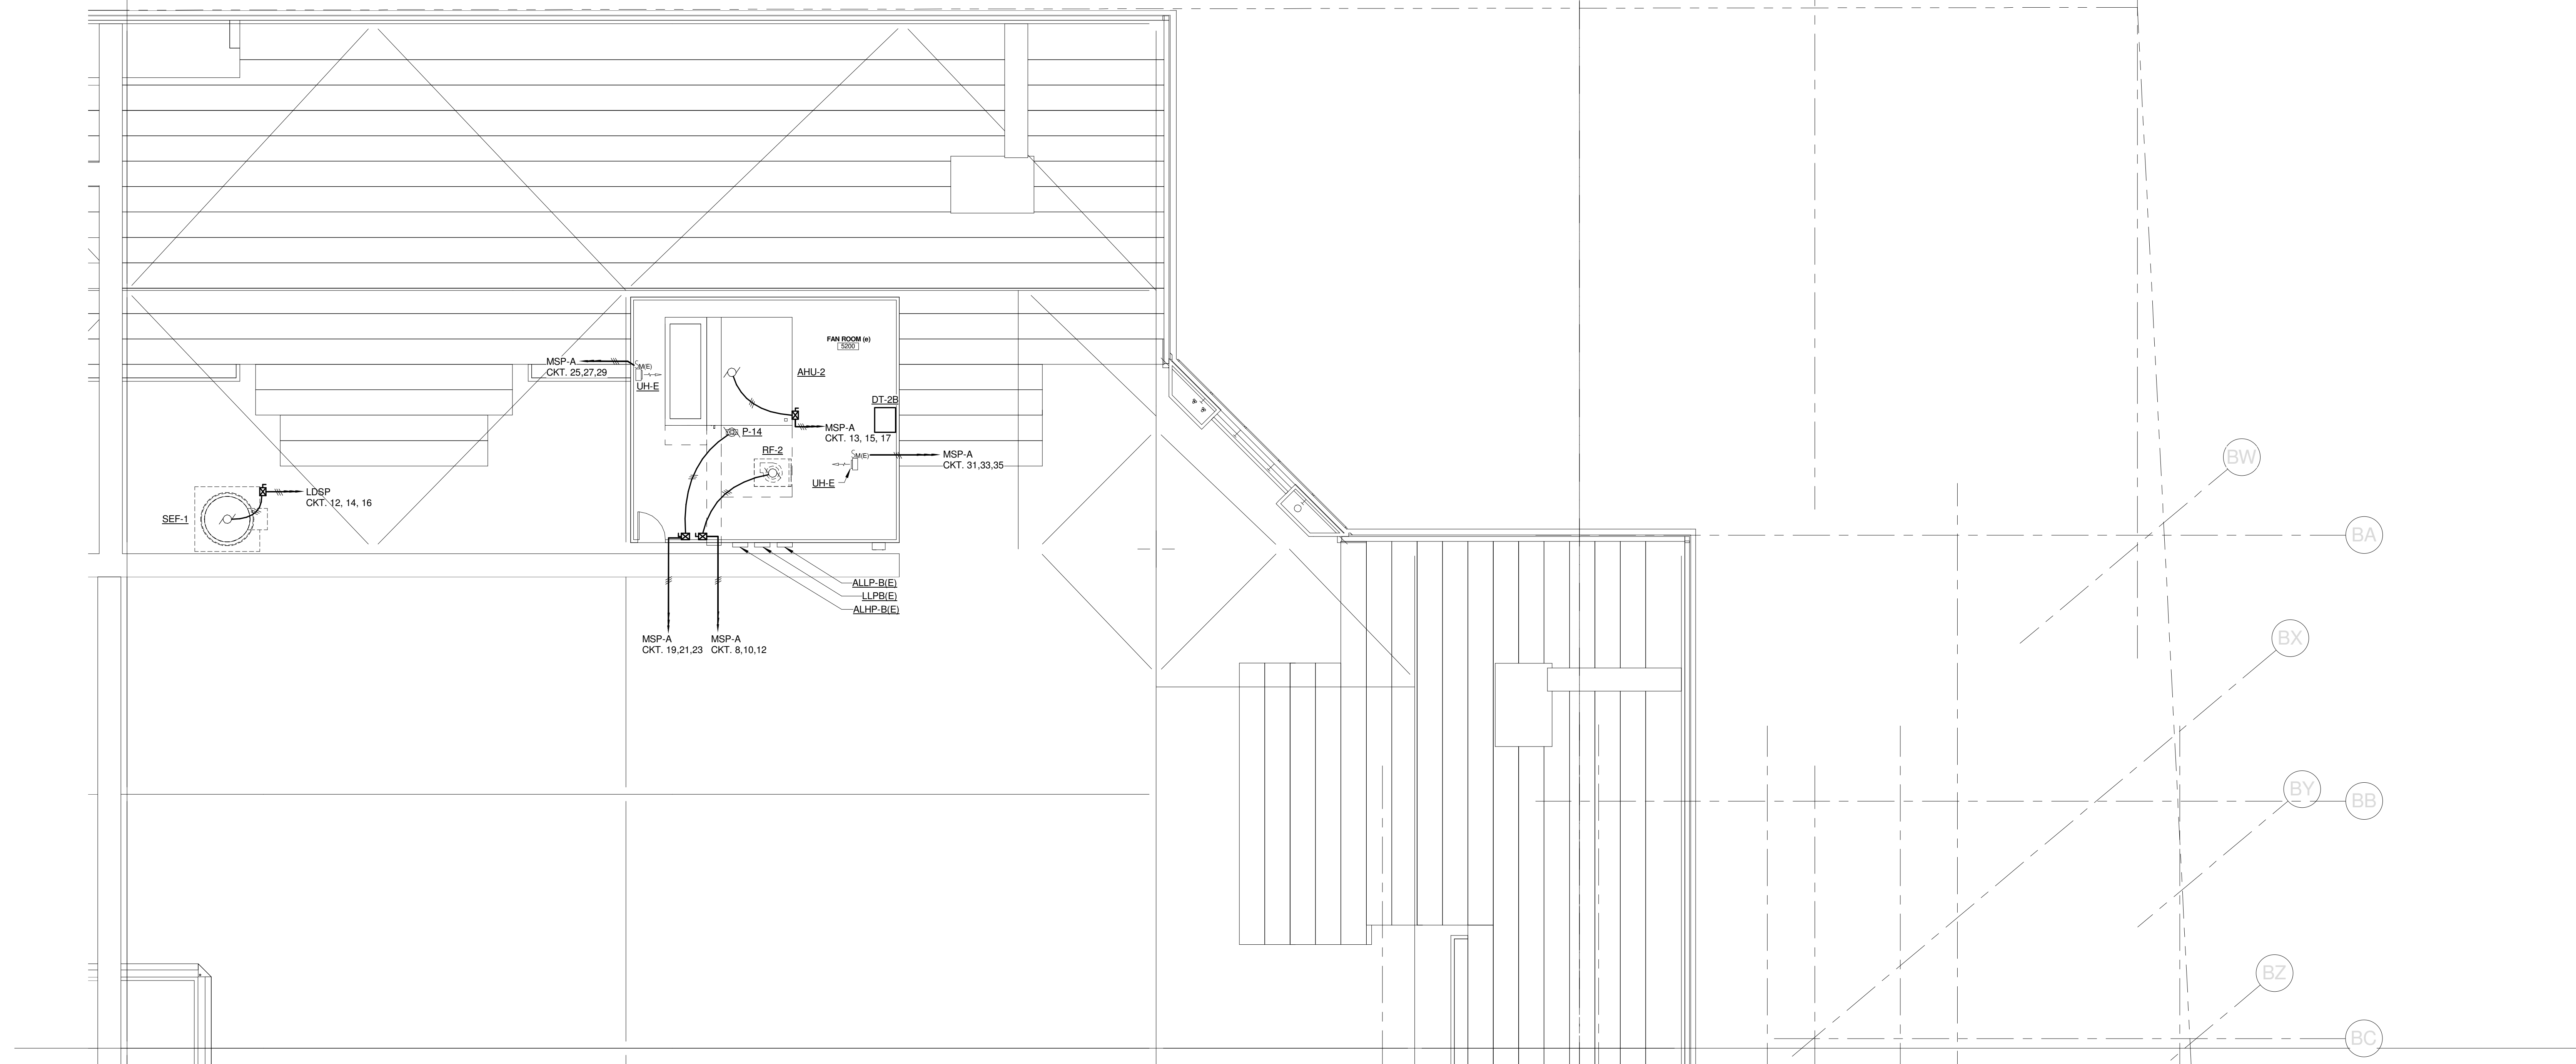 FAN ROOM (e)
5200
MSP-A
CKT. 25,27,29
M(E)
UH-E
AHU-2
DT-2B
MSP-A
CKT. 13, 15, 17
P-14
RF-2
M(E)
MSP-A
CKT. 31,33,35
UH-E
LDSP
CKT. 12, 14, 16
SEF-1
ALLP-B(E)
LLPB(E)
ALHP-B(E)
MSP-A
CKT. 19,21,23
MSP-A
CKT. 8,10,12
BW
BA
BX
BY
BB
BZ
BC